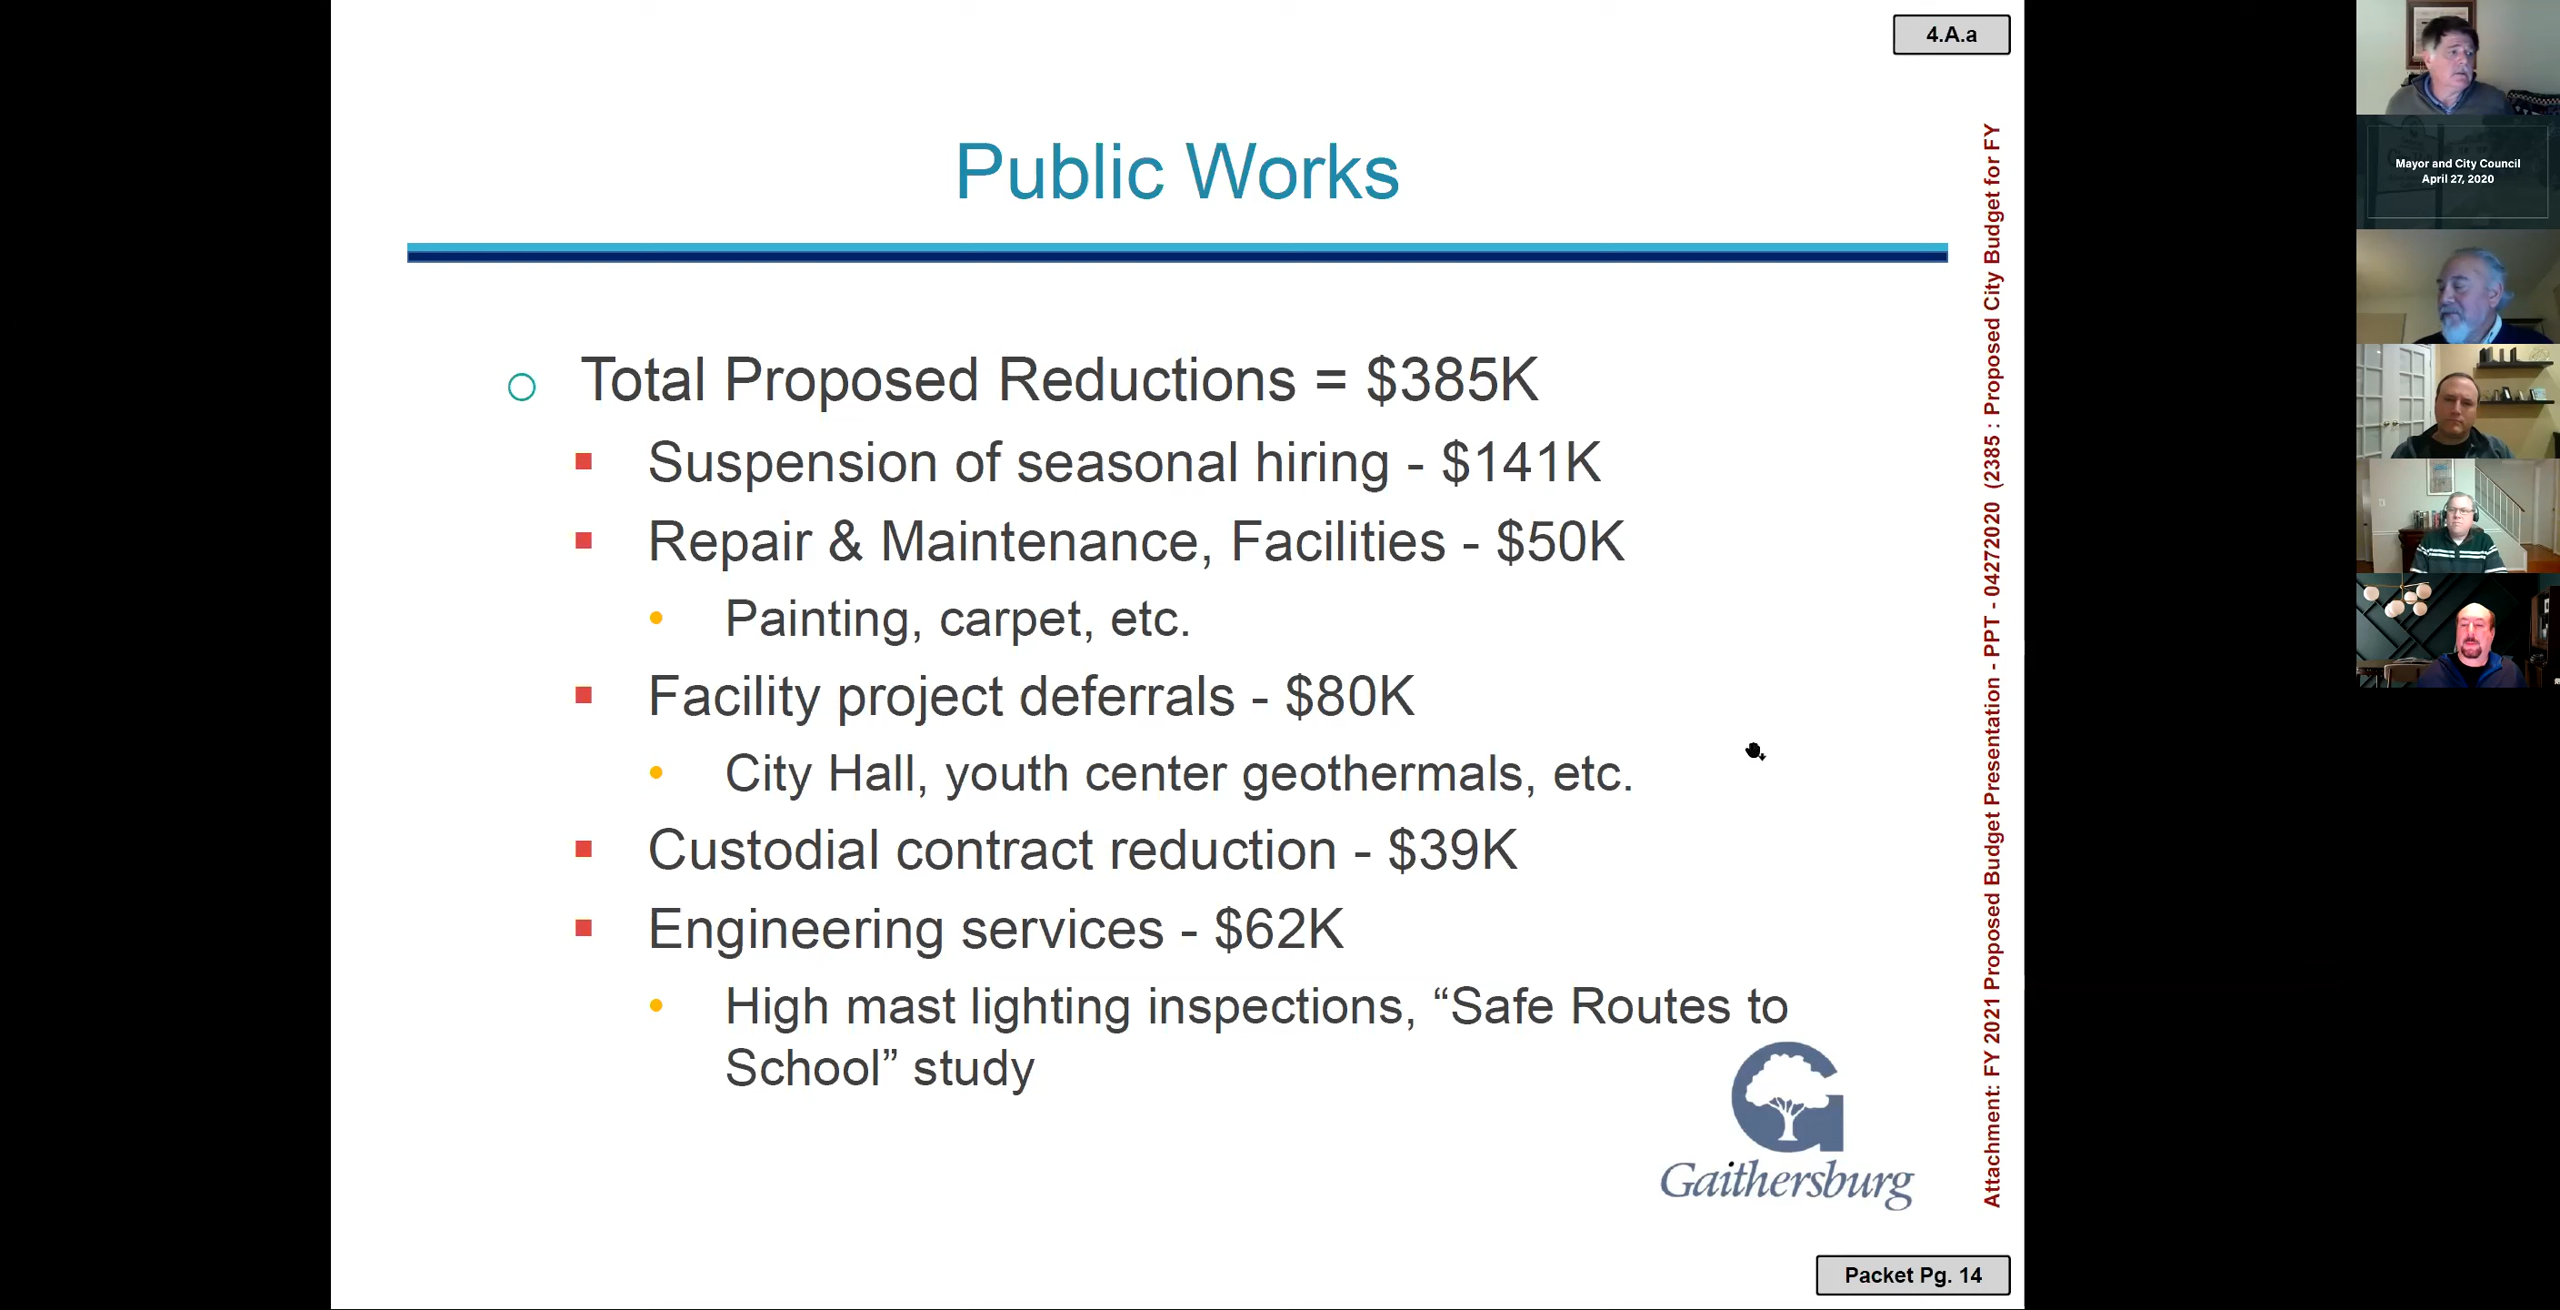 4.A.a
Public Works
Total Proposed Reductions = $385K
Suspension of seasonal hiring - $141K
Repair & Maintenance, Facilities - $50K
Painting, carpet, etc.
Facility project deferrals - $80K
City Hall, youth center geothermals, etc.
Custodial contract reduction - $39K
Engineering services - $62K
High mast lighting inspections, “Safe Routes to
School” study
Gaithersburg
Packet Pg. 14
Attachment: FY 2021 Proposed Budget Presentation - PPT - 04272020 (2385 : Proposed City Budget for FY
Mayor and City Council
April 27, 2020